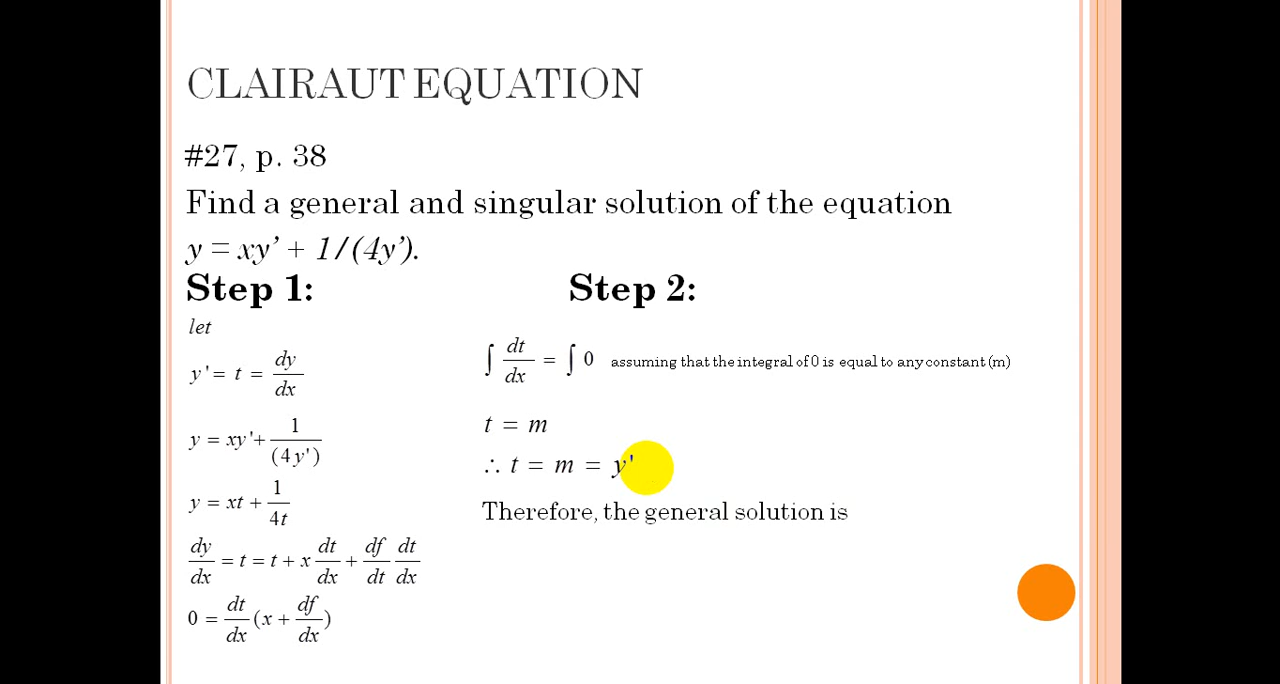 CLAIRAUT EQUATION
#27, p. 38
Find a general and singular solution of the equation
y = xy’ + 1/(4y’).
Step 1:
let
y' = t = dy/dx
y = xy' + 1/(4y')
y = xt + 1/4t
dy/dx = t = t + x dt/dx + df/dt dt/dx
0 = dt/dx (x + df/dx)
Step 2:
∫ dt/dx = ∫ 0 assuming that the integral of 0 is equal to any constant (m)
t = m
∴ t = m = y'
Therefore, the general solution is